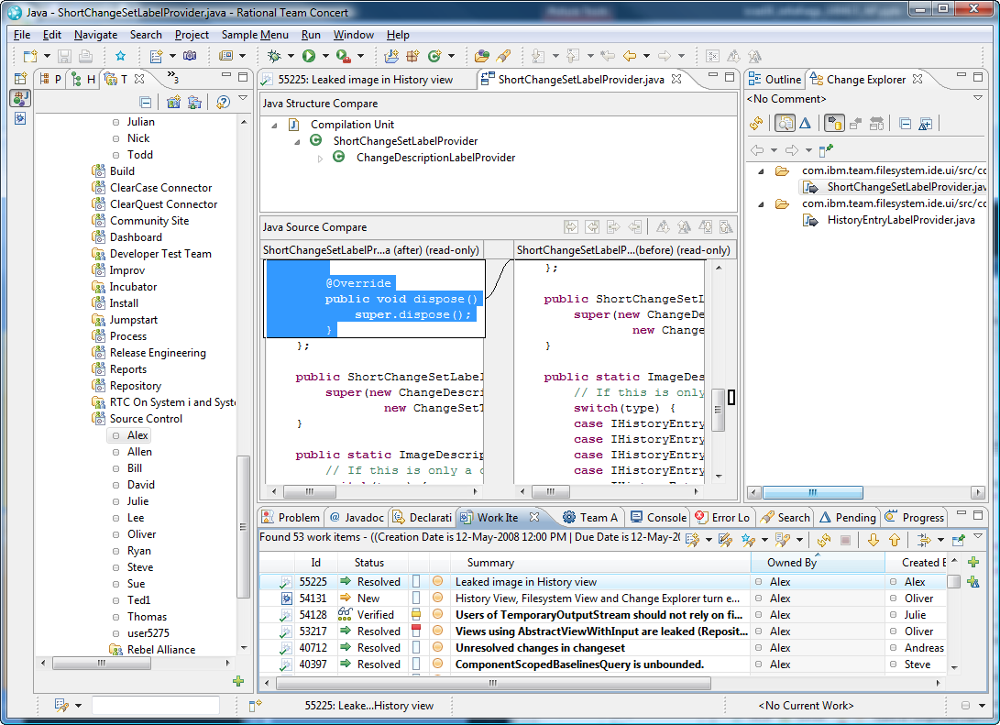 Java - ShortChangeSetLabelProvider.java - Rational Team Concert
File Edit Navigate Search Project Sample Menu Run Window Help
P H T »3
Julian
Nick
Todd
Build
ClearCase Connector
ClearQuest Connector
Community Site
Dashboard
Developer Test Team
Improv
Incubator
Install
Jumpstart
Process
Release Engineering
Reports
Repository
RTC On System i and Syste
Source Control
Alex
Allen
Bill
David
Julie
Lee
Oliver
Ryan
Steve
Sue
Ted1
Thomas
user5275
Rebel Alliance
55225: Leaked image in History view ShortChangeSetLabelProvider.java
Java Structure Compare
Compilation Unit
ShortChangeSetLabelProvider
ChangeDescriptionLabelProvider
Java Source Compare
ShortChangeSetLabelPr...a (after) (read-only) ShortChangeSetLabelP...(before) (read-only)
@Override
public void dispose()
super.dispose();
}
};
public ShortChangeSetLabel
super(new ChangeDescri
new ChangeSetT
}
public static ImageDescrip
// If this is only a c
};
public ShortChangeSetL
super(new ChangeDe
new Change
}
public static ImageDes
// If this is only
switch(type) {
case IHistoryEntry
case IHistoryEntry
case IHistoryEntry
case IHistoryEntry
Outline Change Explorer
<No Comment>
com.ibm.team.filesystem.ide.ui/src/co
ShortChangeSetLabelProvider.jav
com.ibm.team.filesystem.ide.ui/src/co
HistoryEntryLabelProvider.java
Problem @ Javadoc Declarati Work Ite Team A Console Error Lo Search Pending Progress
Found 53 work items - ((Creation Date is 12-May-2008 12:00 PM | Due Date is 12-May-20
Id Status Summary Owned By Created B
55225 Resolved Leaked image in History view Alex Alex
54131 New History View, Filesystem View and Change Explorer turn e... Alex Oliver
54128 Verified Users of TemporaryOutputStream should not rely on fi... Alex Julie
53217 Resolved Views using AbstractViewWithInput are leaked (Reposit... Alex Oliver
40712 Resolved Unresolved changes in changeset Alex Andreas
40397 Resolved ComponentScopedBaselinesQuery is unbounded. Alex Steve
55225: Leake...History view <No Current Work>